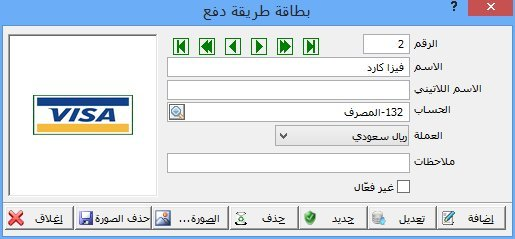 بطاقة طريقة دفع
الرقم 2
الاسم فيزا كارد
الاسم اللاتيني
الحساب 132-المصرف
العملة ريال سعودي
ملاحظات
غير فعّال
VISA
إضافة تعديل جديد حذف الصورة... حذف الصورة إغلاق